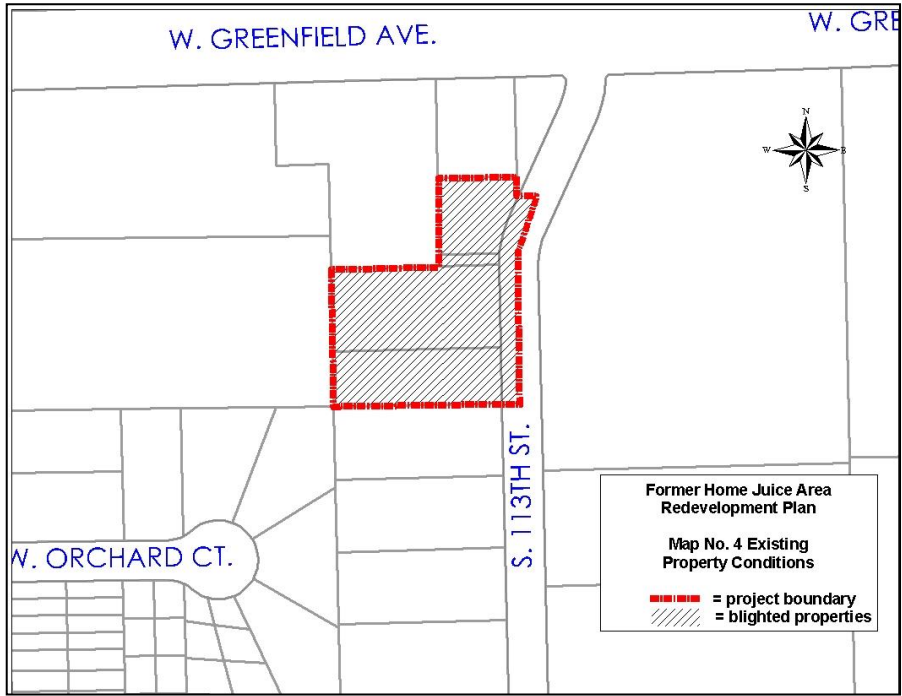 W. GREENFIELD AVE.
W. GRE
N
W
E
S
S. 113TH ST.
W. ORCHARD CT.
Former Home Juice Area
Redevelopment Plan
Map No. 4 Existing
Property Conditions
= project boundary
= blighted properties